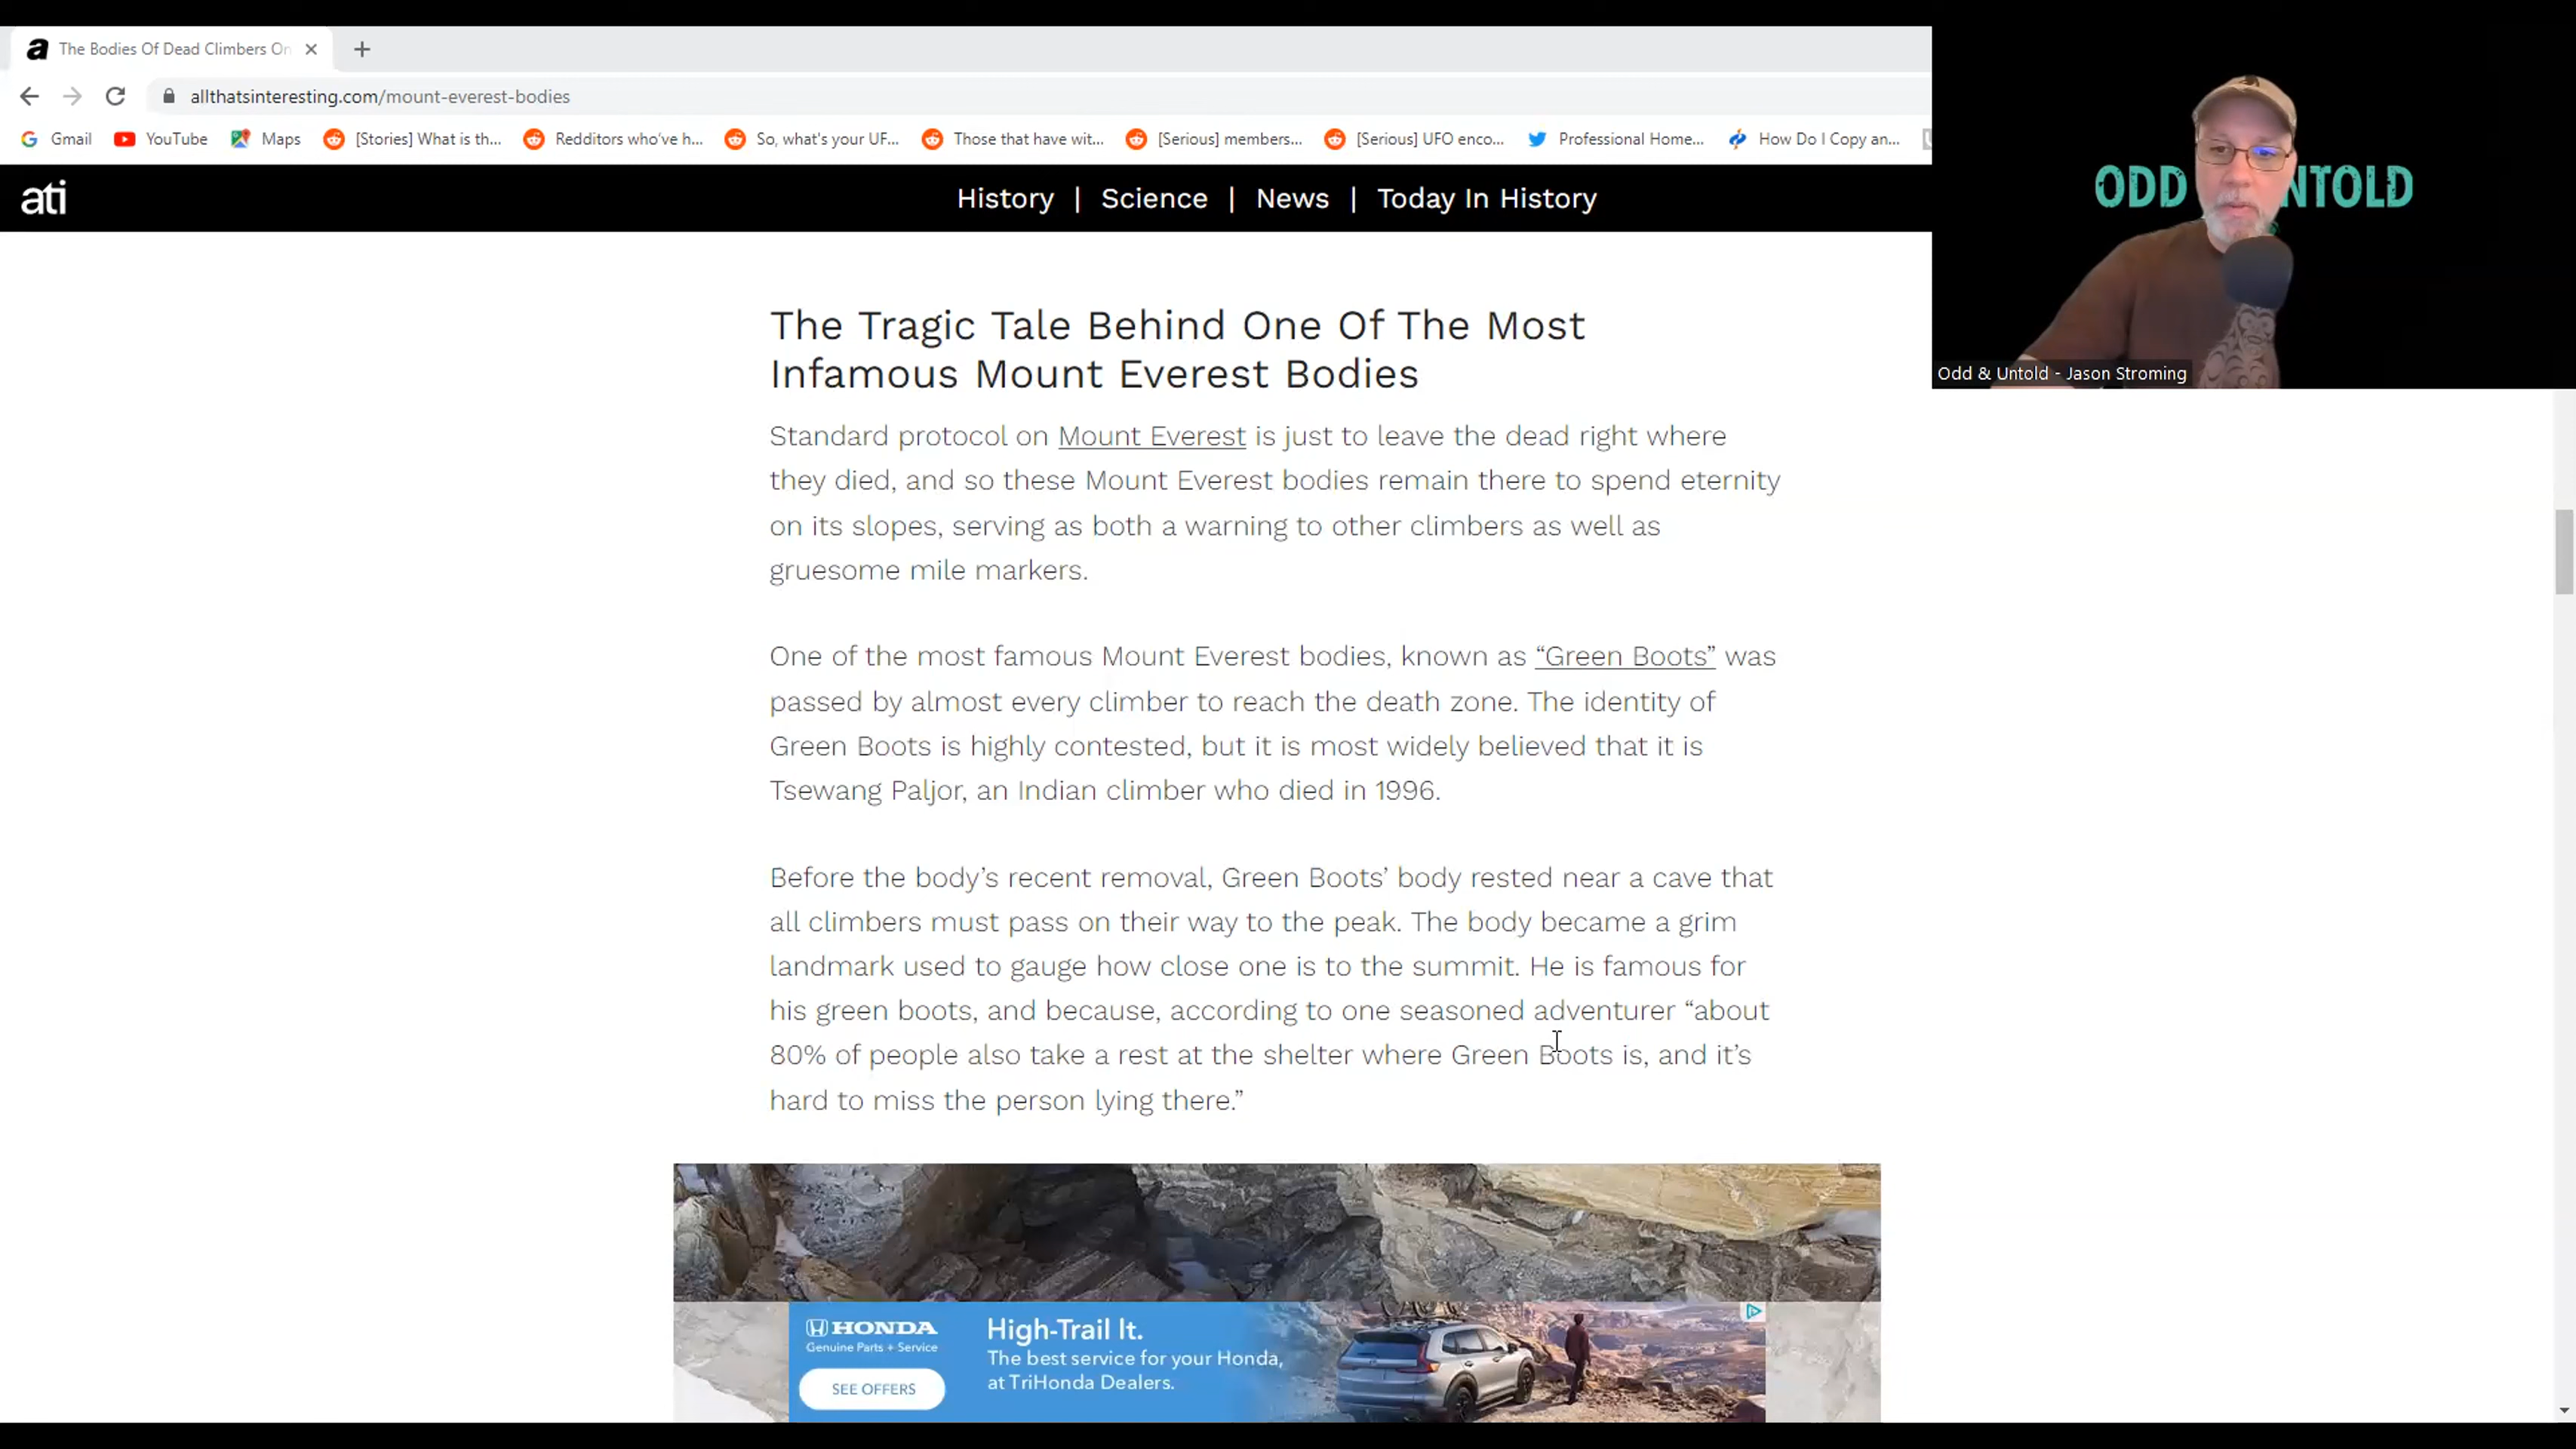 The Bodies Of Dead Climbers On
allthatsinteresting.com/mount-everest-bodies
Gmail
YouTube
Maps
[Stories] What is th...
Redditors who've h...
So, what's your UF...
Those that have wit...
[Serious] members...
[Serious] UFO enco...
Professional Home...
How Do I Copy an...
ati
History | Science | News | Today In History
ODD NTOLD
Odd & Untold - Jason Stroming
The Tragic Tale Behind One Of The Most
Infamous Mount Everest Bodies
Standard protocol on Mount Everest is just to leave the dead right where
they died, and so these Mount Everest bodies remain there to spend eternity
on its slopes, serving as both a warning to other climbers as well as
gruesome mile markers.
One of the most famous Mount Everest bodies, known as “Green Boots” was
passed by almost every climber to reach the death zone. The identity of
Green Boots is highly contested, but it is most widely believed that it is
Tsewang Paljor, an Indian climber who died in 1996.
Before the body’s recent removal, Green Boots’ body rested near a cave that
all climbers must pass on their way to the peak. The body became a grim
landmark used to gauge how close one is to the summit. He is famous for
his green boots, and because, according to one seasoned adventurer “about
80% of people also take a rest at the shelter where Green Boots is, and it’s
hard to miss the person lying there.”
HONDA
Genuine Parts + Service
SEE OFFERS
High-Trail It.
The best service for your Honda,
at TriHonda Dealers.